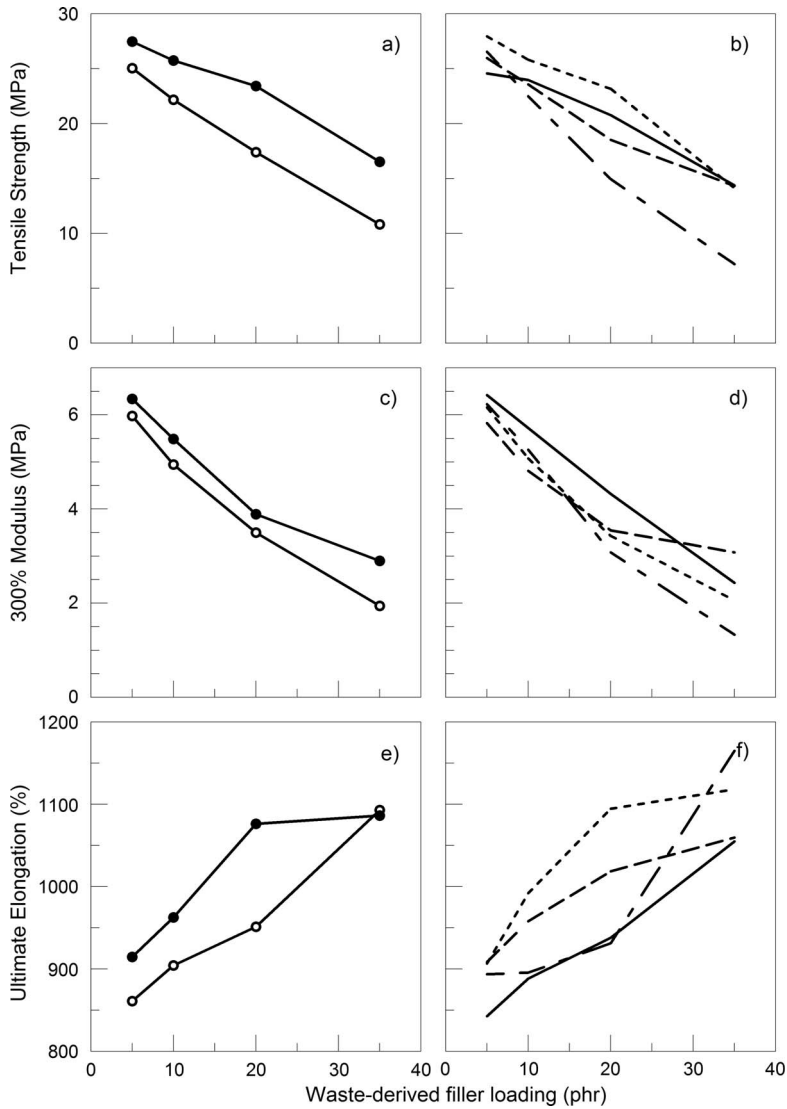 30
20
10
0
Tensile Strength (MPa)
a)
b)
6
4
2
0
300% Modulus (MPa)
c)
d)
1200
1100
1000
900
800
Ultimate Elongation (%)
e)
f)
0 10 20 30 40 0 10 20 30 40
Waste-derived filler loading (phr)